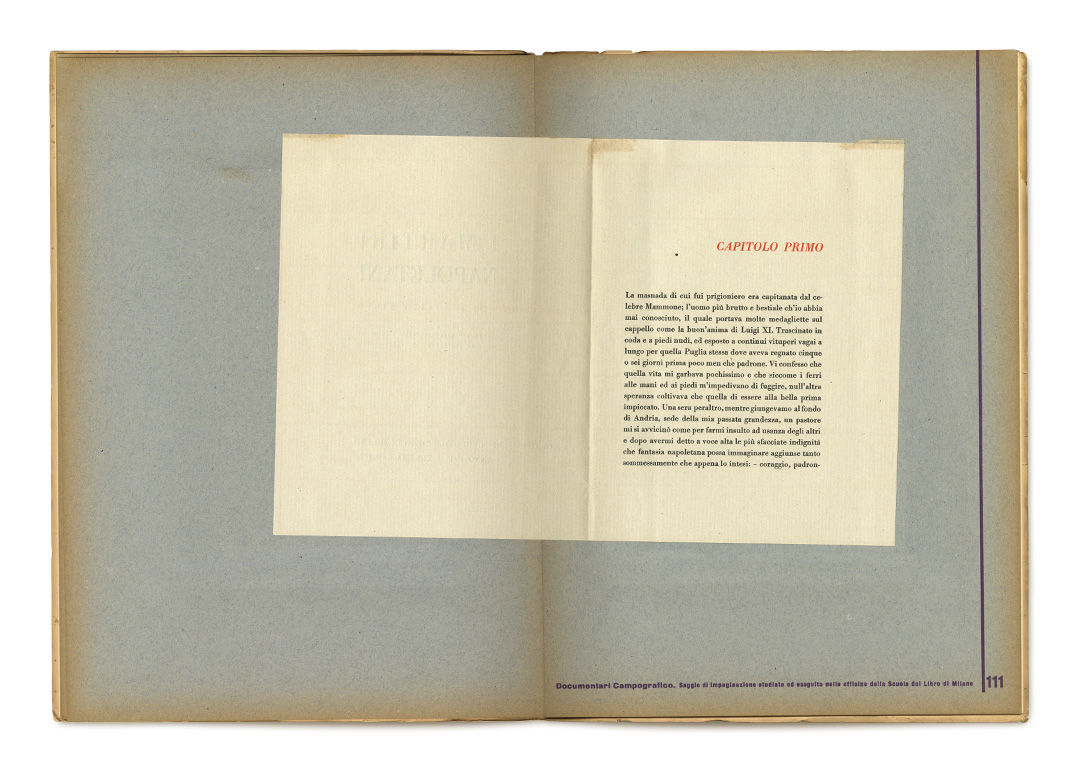 CAPITOLO PRIMO
La masnada di cui fui prigioniero era capitanata dal ce-
lebre Mammone; l'uomo più brutto e bestiale ch'io abbia
mai conosciuto, il quale portava molte medagliette sul
cappello come la buon'anima di Luigi XI. Trascinato in
coda e a piedi nudi, ed esposto a continui vituperi vagai a
lungo per quella Puglia stessa dove aveva regnato cinque
o sei giorni prima poco men che padrone. Vi confesso che
quella vita mi garbava pochissimo e che siccome i ferri
alle mani ed ai piedi m'impedivano di fuggire, null'altra
speranza coltivava che quella di essere alla bella prima
impiccato. Una sera peraltro, mentre giungevamo al fondo
di Andria, sede della mia passata grandezza, un pastore
mi si avvicinò come per farmi insulto ad usanza degli altri
e dopo avermi detto a voce alta le più sfacciate indignità
che fantasia napoletana possa immaginare aggiunse tanto
sommessamente che appena lo intesi: – coraggio, padron-
Documentari Campografico. Saggio di impaginazione studiato ed eseguito nelle officine della Scuola del Libro di Milano
111